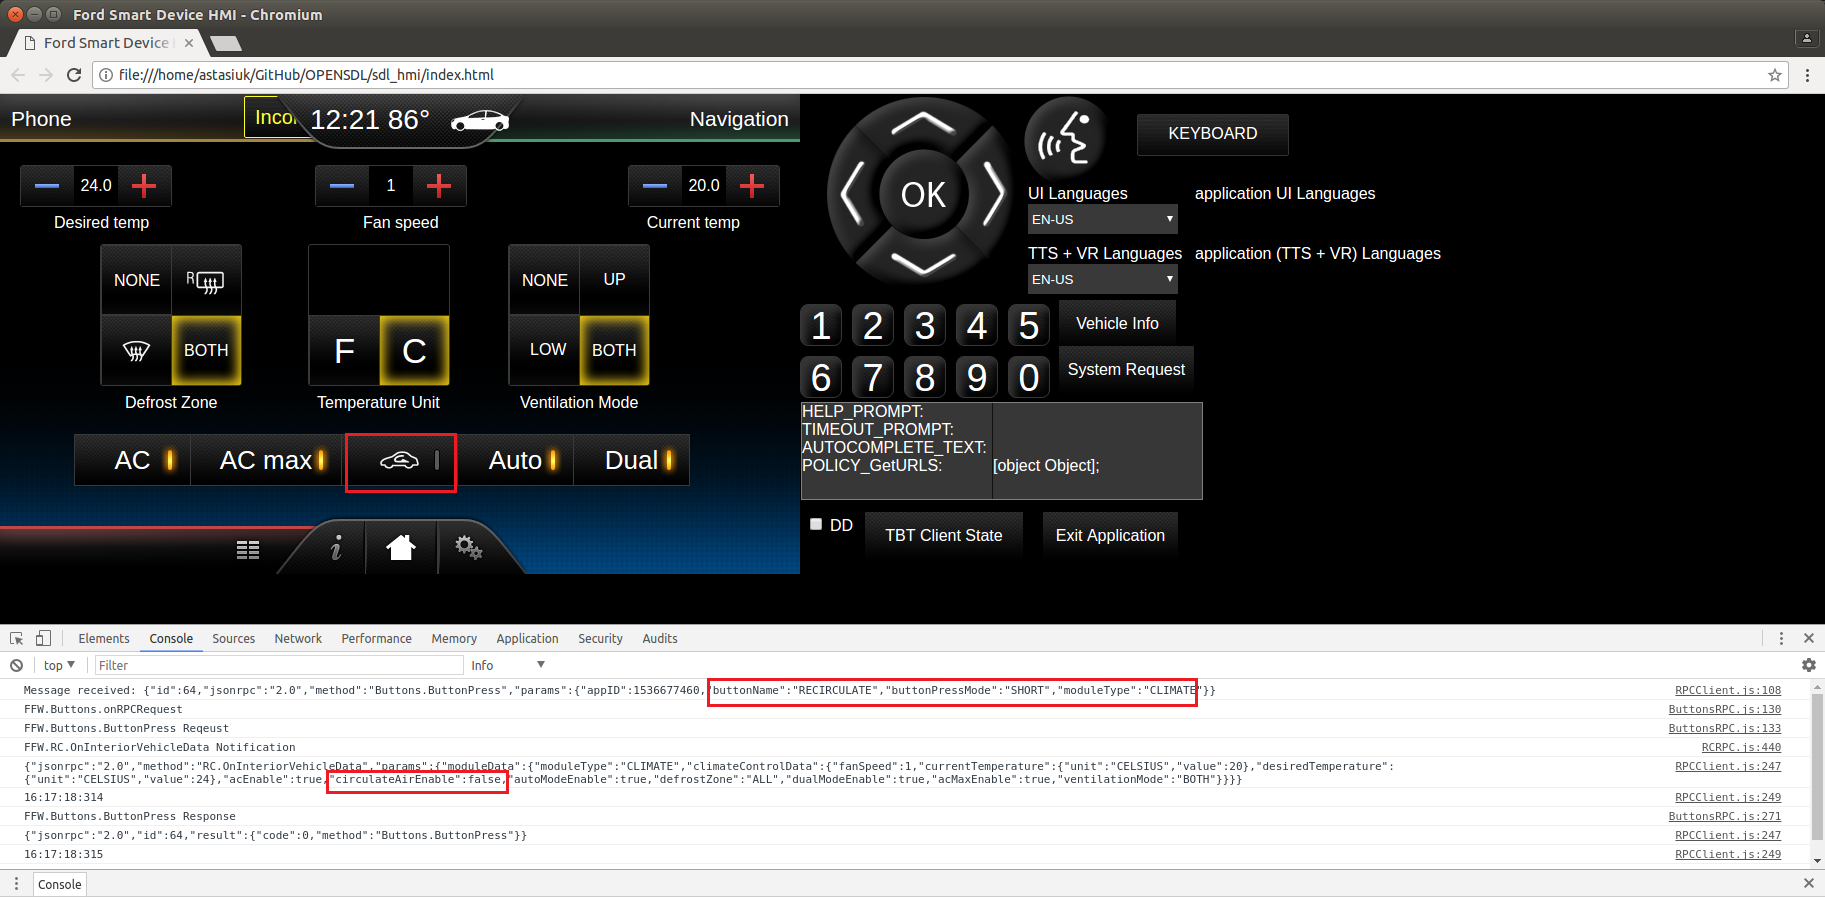 Ford Smart Device HMI - Chromium
Ford Smart Device
file:///home/astasiuk/GitHub/OPENSDL/sdl_hmi/index.html
Phone
Incor
12:21 86°
Navigation
24.0
1
20.0
Desired temp
Fan speed
Current temp
NONE
R
BOTH
Defrost Zone
F
C
Temperature Unit
NONE
UP
LOW
BOTH
Ventilation Mode
AC
AC max
Auto
Dual
i
OK
KEYBOARD
UI Languages
application UI Languages
EN-US
TTS + VR Languages
application (TTS + VR) Languages
EN-US
1 2 3 4 5
Vehicle Info
6 7 8 9 0
System Request
HELP_PROMPT:
TIMEOUT_PROMPT:
AUTOCOMPLETE_TEXT:
POLICY_GetURLS: [object Object];
DD
TBT Client State
Exit Application
Elements Console Sources Network Performance Memory Application Security Audits
top Filter Info
Message received: {"id":64,"jsonrpc":"2.0","method":"Buttons.ButtonPress","params":{"appID":1536677460,"buttonName":"RECIRCULATE","buttonPressMode":"SHORT","moduleType":"CLIMATE"}} RPCClient.js:108
FFW.Buttons.onRPCRequest ButtonsRPC.js:130
FFW.Buttons.ButtonPress Reqeust ButtonsRPC.js:133
FFW.RC.OnInteriorVehicleData Notification RCRPC.js:440
{"jsonrpc":"2.0","method":"RC.OnInteriorVehicleData","params":{"moduleData":{"moduleType":"CLIMATE","climateControlData":{"fanSpeed":1,"currentTemperature":{"unit":"CELSIUS","value":20},"desiredTemperature": RPCClient.js:247
{"unit":"CELSIUS","value":24},"acEnable":true,"circulateAirEnable":false,"autoModeEnable":true,"defrostZone":"ALL","dualModeEnable":true,"acMaxEnable":true,"ventilationMode":"BOTH"}}}}
16:17:18:314 RPCClient.js:249
FFW.Buttons.ButtonPress Response ButtonsRPC.js:271
{"jsonrpc":"2.0","id":64,"result":{"code":0,"method":"Buttons.ButtonPress"}} RPCClient.js:247
16:17:18:315 RPCClient.js:249
Console